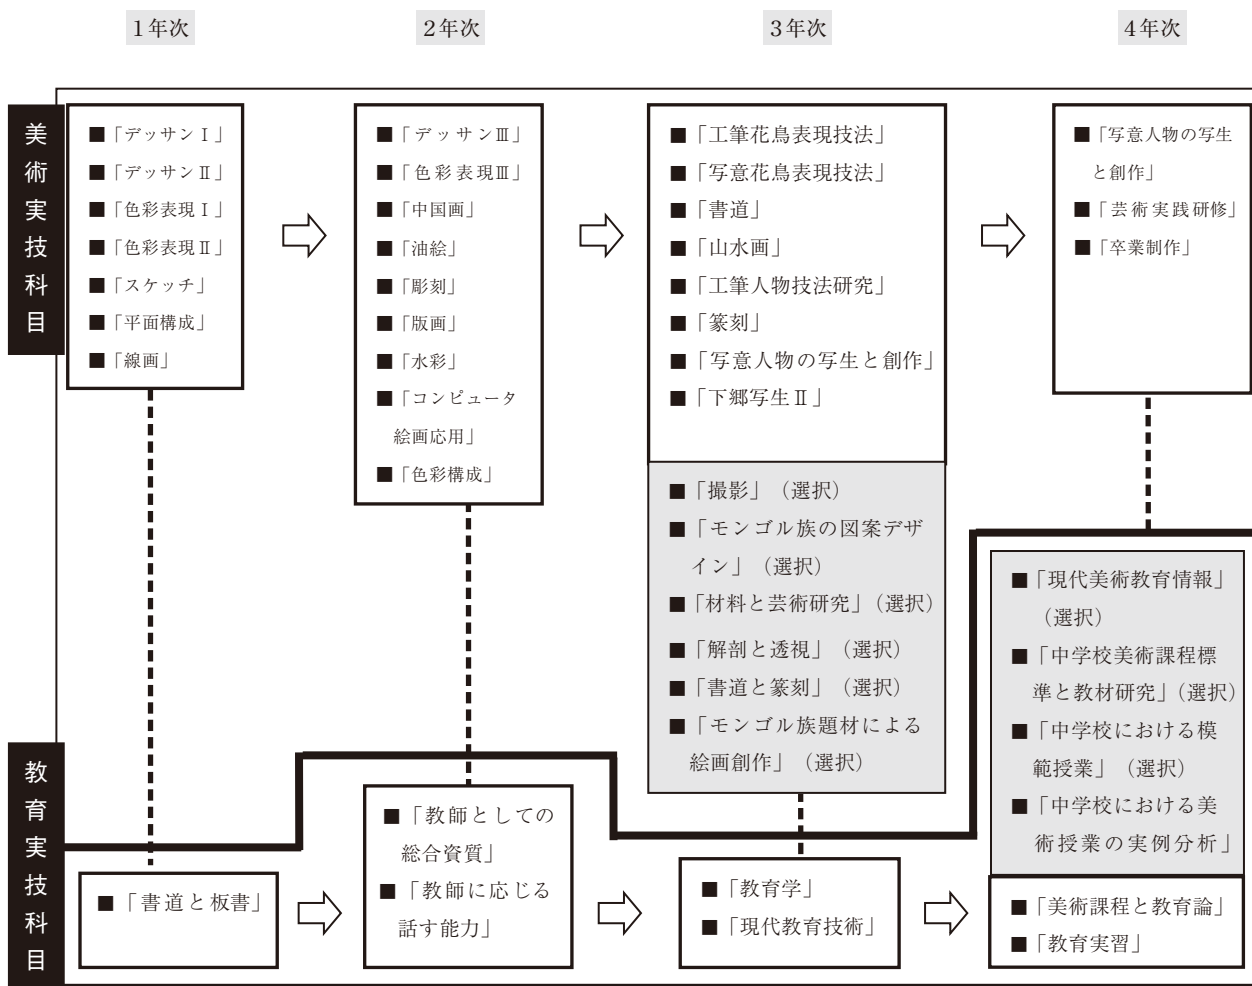 1年次
2年次
3年次
4年次
美術実技科目
■「デッサンⅠ」
■「デッサンⅡ」
■「色彩表現Ⅰ」
■「色彩表現Ⅱ」
■「スケッチ」
■「平面構成」
■「線画」
■「デッサンⅢ」
■「色彩表現Ⅲ」
■「中国画」
■「油絵」
■「彫刻」
■「版画」
■「水彩」
■「コンピュータ
絵画応用」
■「色彩構成」
■「工筆花鳥表現技法」
■「写意花鳥表現技法」
■「書道」
■「山水画」
■「工筆人物技法研究」
■「篆刻」
■「写意人物の写生と創作」
■「下郷写生Ⅱ」
■「撮影」（選択）
■「モンゴル族の図案デザ
イン」（選択）
■「材料と芸術研究」（選択）
■「解剖と透視」（選択）
■「書道と篆刻」（選択）
■「モンゴル族題材による
絵画創作」（選択）
■「写意人物の写生
と創作」
■「芸術実践研修」
■「卒業制作」
教育実技科目
■「書道と板書」
■「教師としての
総合資質」
■「教師に応じる
話す能力」
■「教育学」
■「現代教育技術」
■「現代美術教育情報」
（選択）
■「中学校美術課程標
準と教材研究」（選択）
■「中学校における模
範授業」（選択）
■「中学校における美
術授業の実例分析」
■「美術課程と教育論」
■「教育実習」